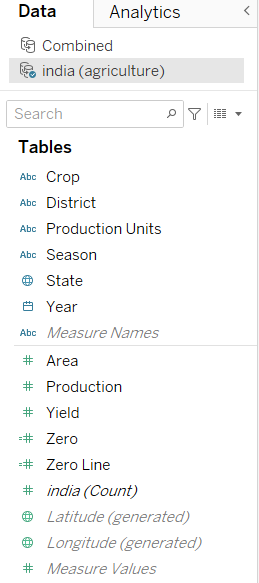 Data
Analytics
Combined
india (agriculture)
Search
Tables
Abc Crop
Abc District
Abc Production Units
Abc Season
State
Year
Abc Measure Names
# Area
# Production
# Yield
=# Zero
=# Zero Line
# india (Count)
Latitude (generated)
Longitude (generated)
# Measure Values